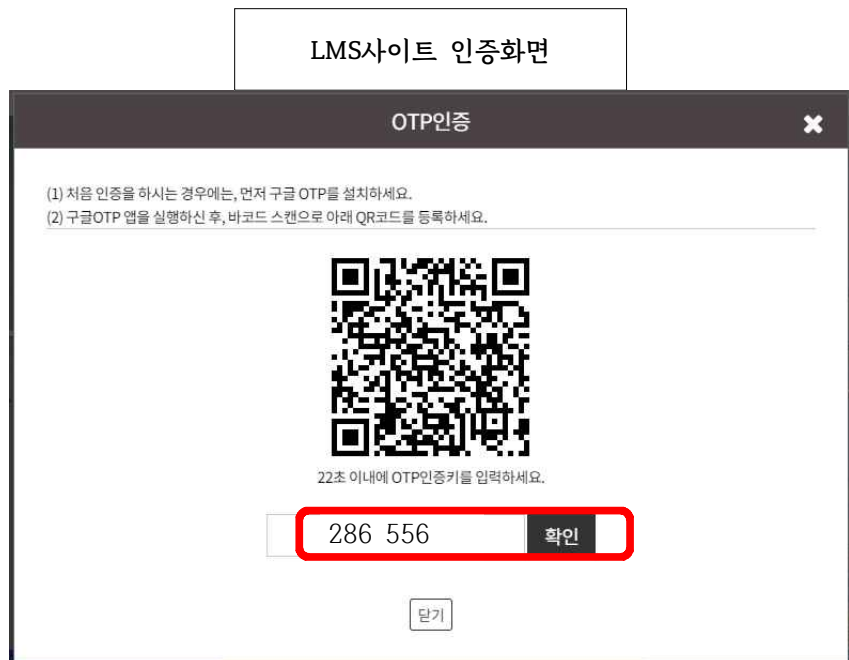 LMS사이트 인증화면
OTP인증
(1) 처음 인증을 하시는 경우에는, 먼저 구글 OTP를 설치하세요.
(2) 구글OTP 앱을 실행하신 후, 바코드 스캔으로 아래 QR코드를 등록하세요.
22초 이내에 OTP인증키를 입력하세요.
286 556 확인
닫기